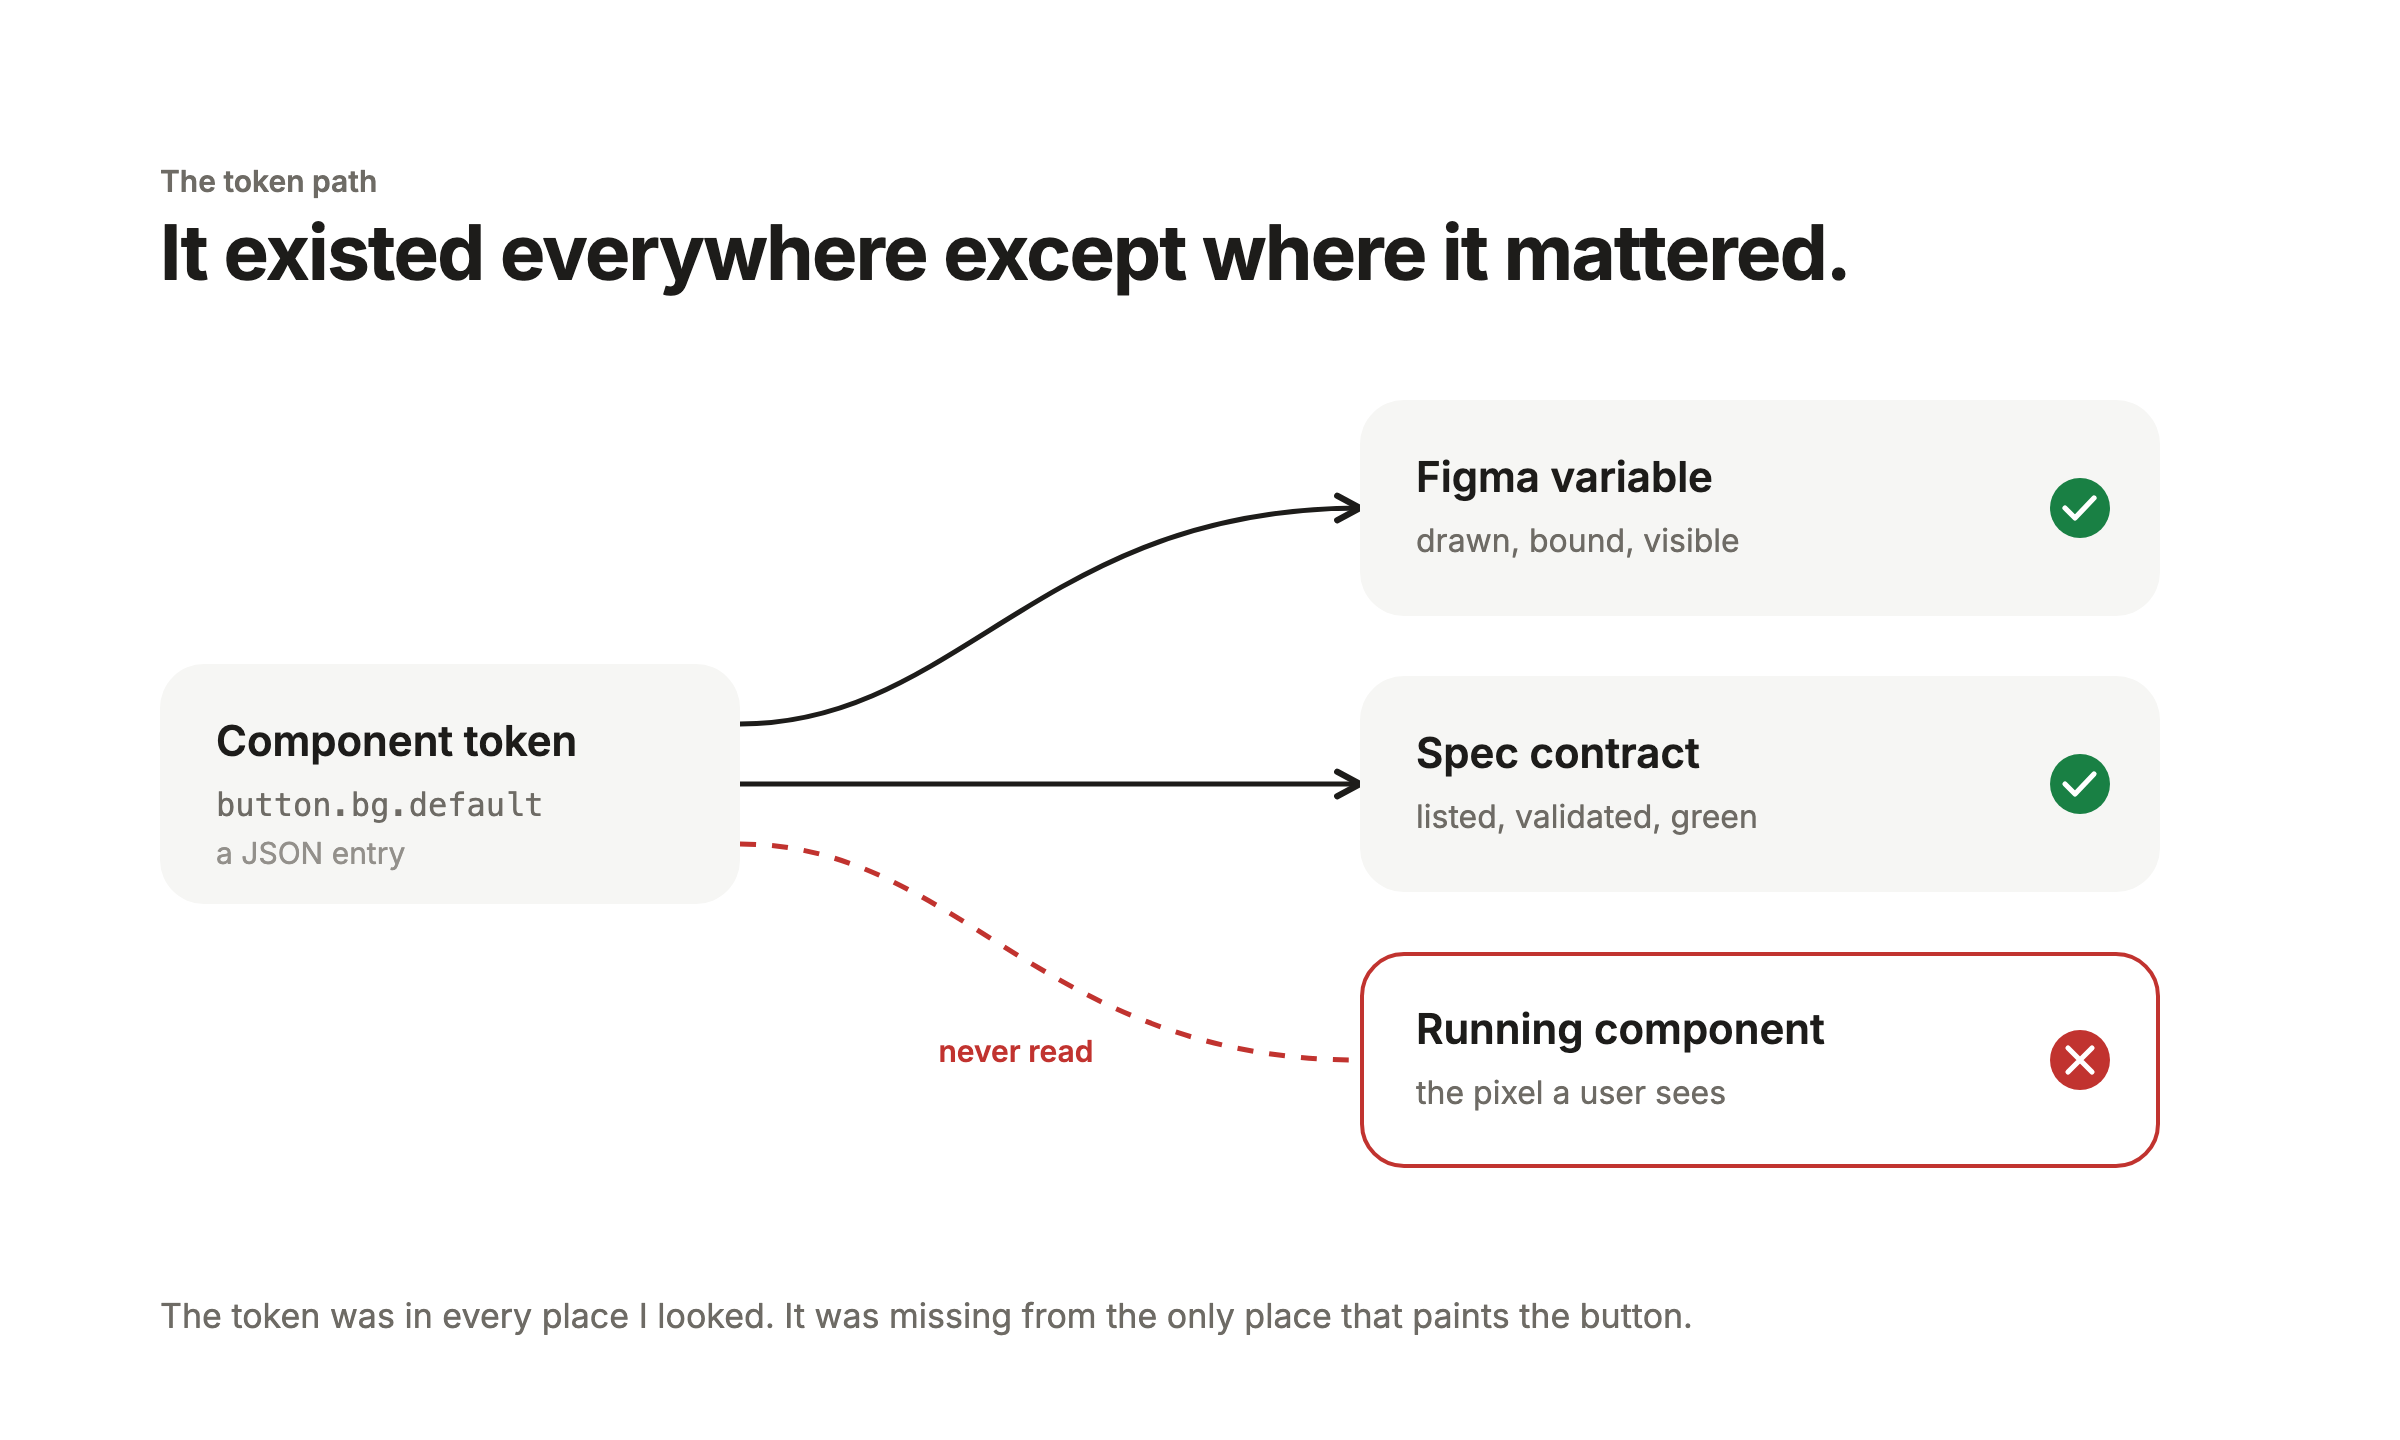 The token path
It existed everywhere except where it mattered.
Figma variable
drawn, bound, visible
Component token
button.bg.default
a JSON entry
Spec contract
listed, validated, green
never read
Running component
the pixel a user sees
The token was in every place I looked. It was missing from the only place that paints the button.